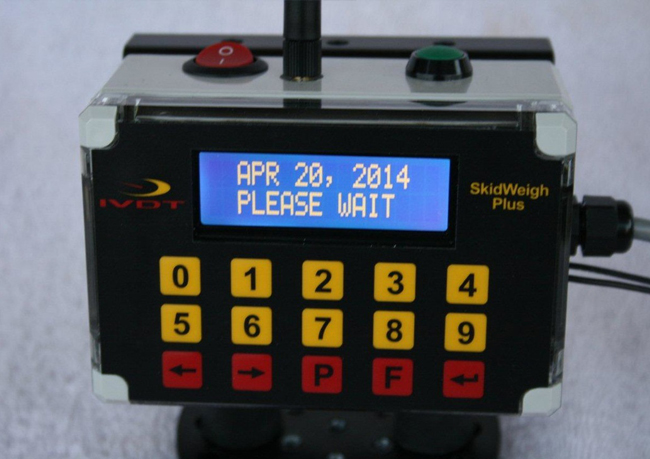 APR 20, 2014
PLEASE WAIT
IVDT
SkidWeigh
Plus
0 1 2 3 4
5 6 7 8 9
← → P F ↵